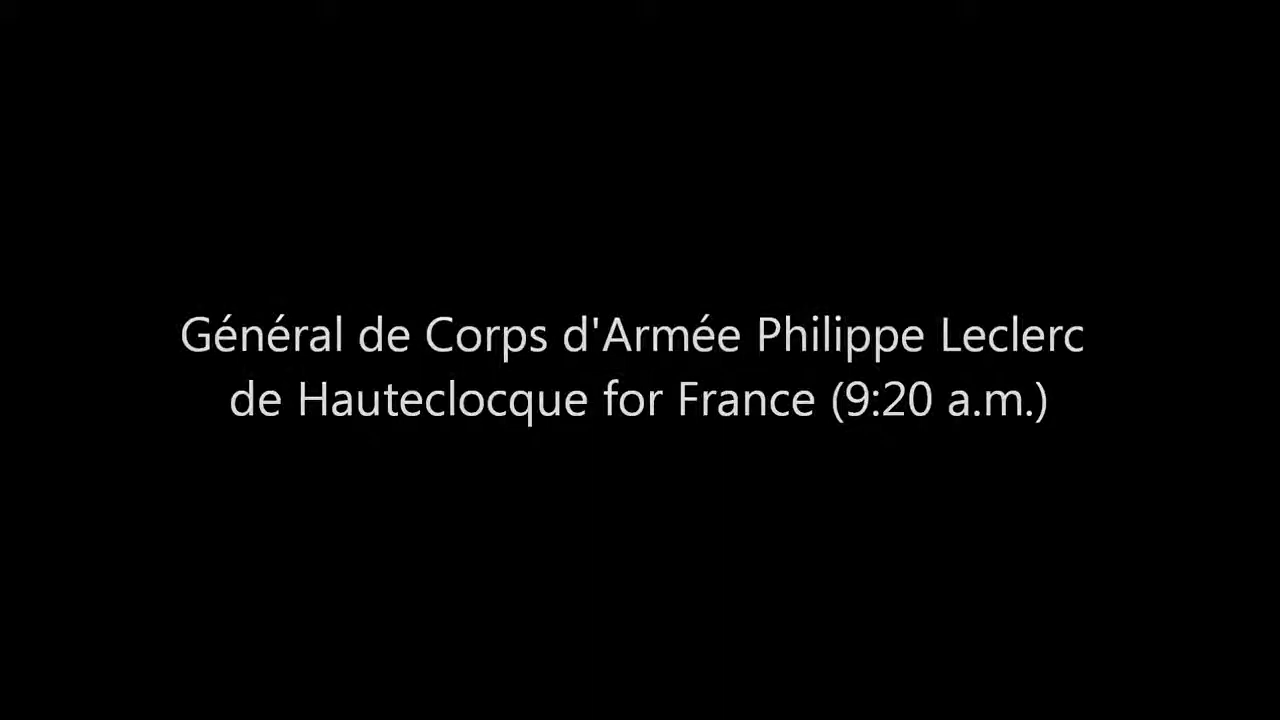 Général de Corps d'Armée Philippe Leclerc
de Hauteclocque for France (9:20 a.m.)